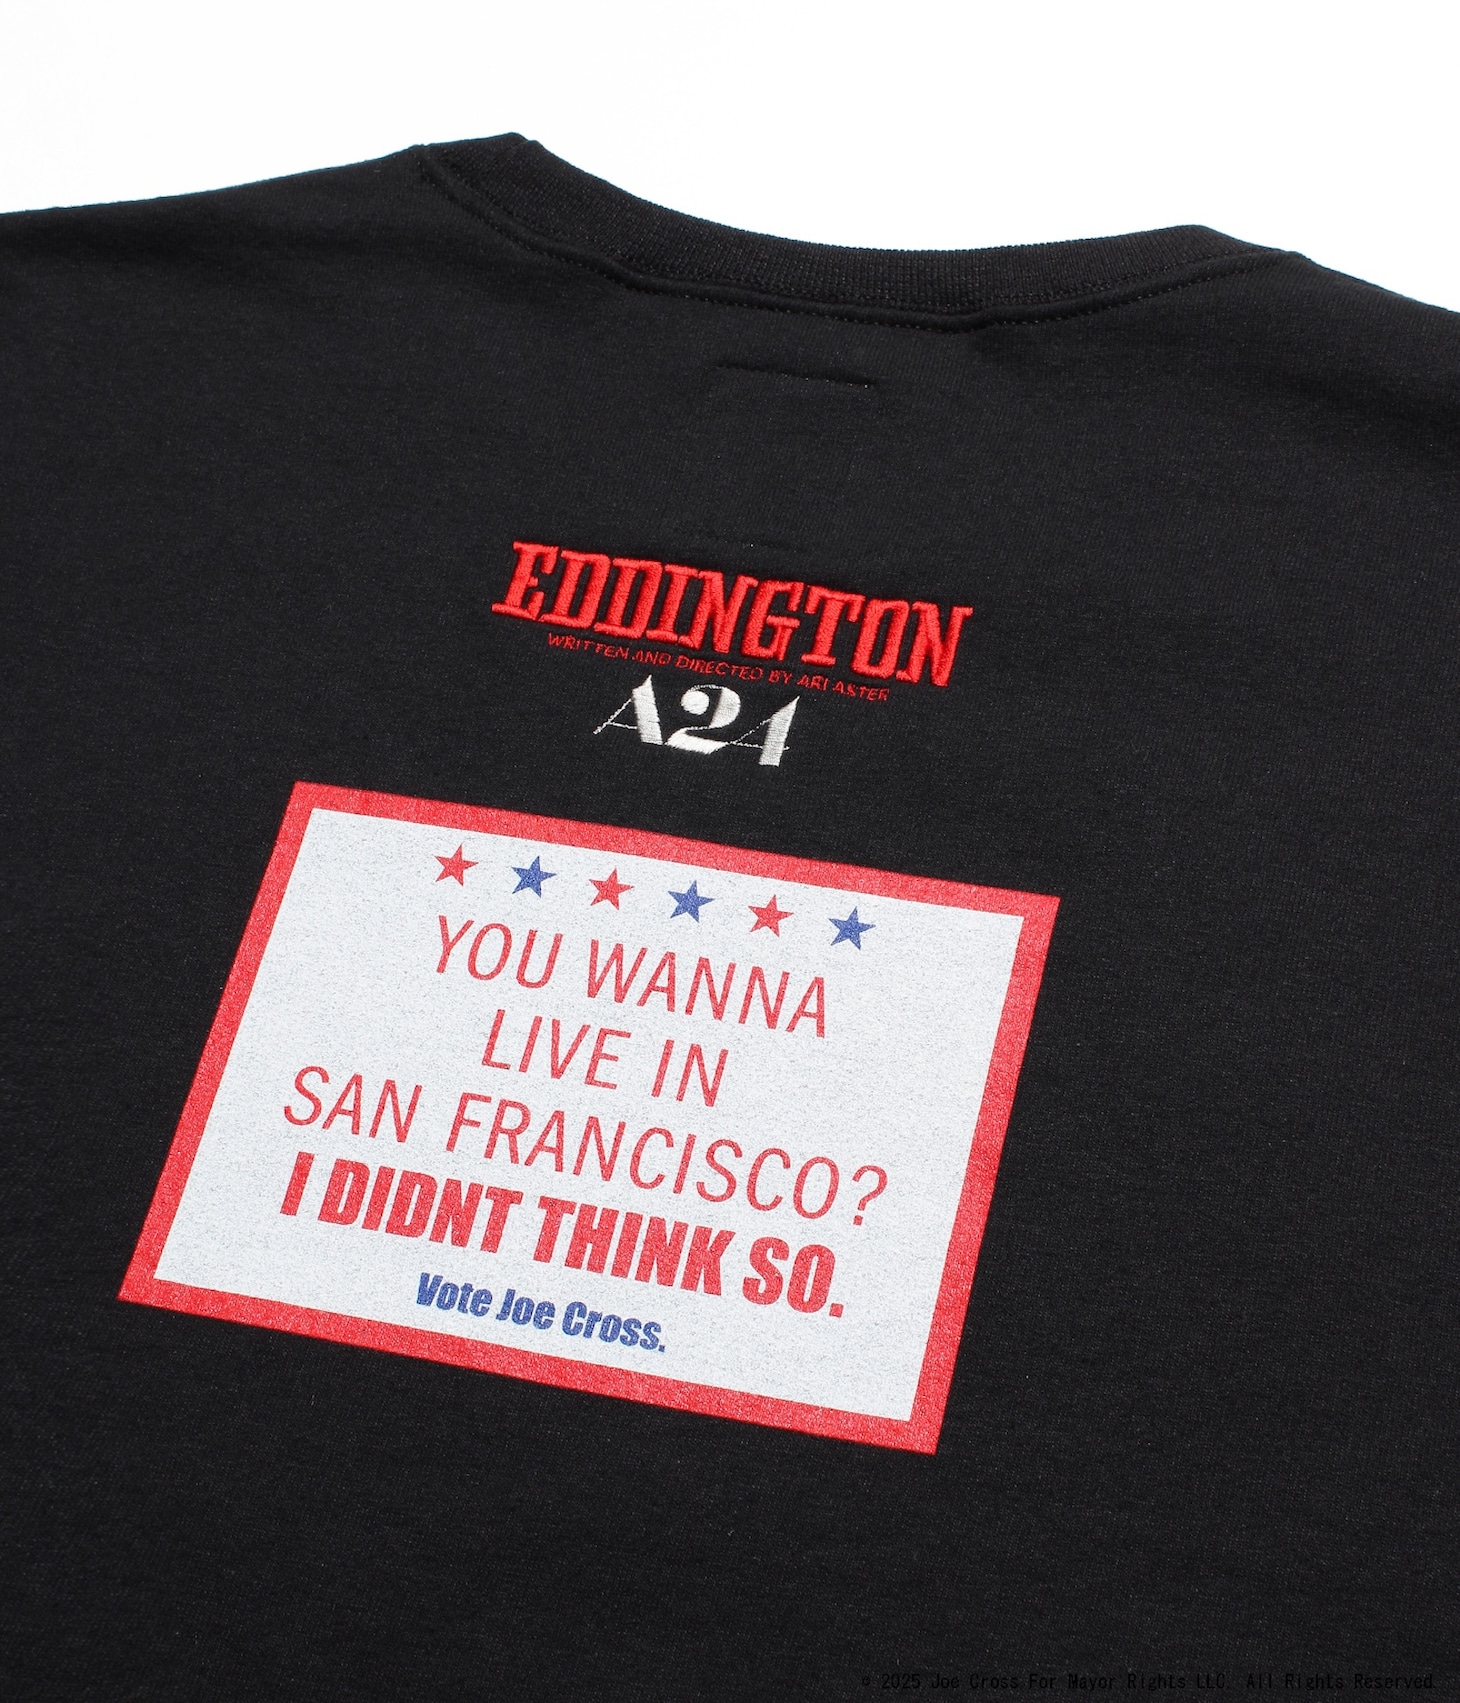 EDDINGTON
WRITTEN AND DIRECTED BY ARI ASTER
A24
YOU WANNA
LIVE IN
SAN FRANCISCO?
I DIDNT THINK SO.
Vote Joe Cross.
© 2025 Joe Cross For Mayor Rights LLC. All Rights Reserved.